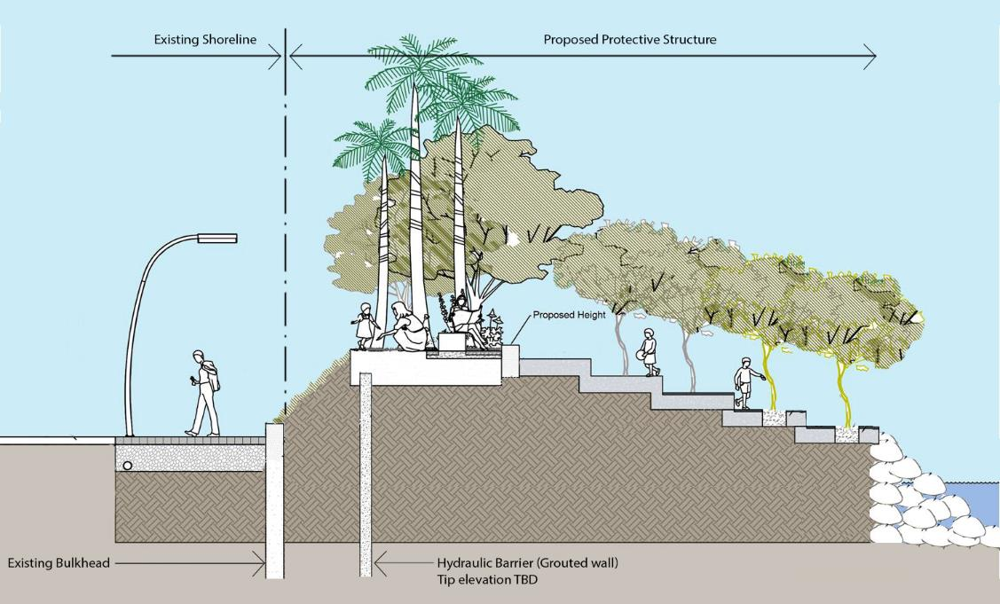 Existing Shoreline
Proposed Protective Structure
Proposed Height
Existing Bulkhead
Hydraulic Barrier (Grouted wall)
Tip elevation TBD